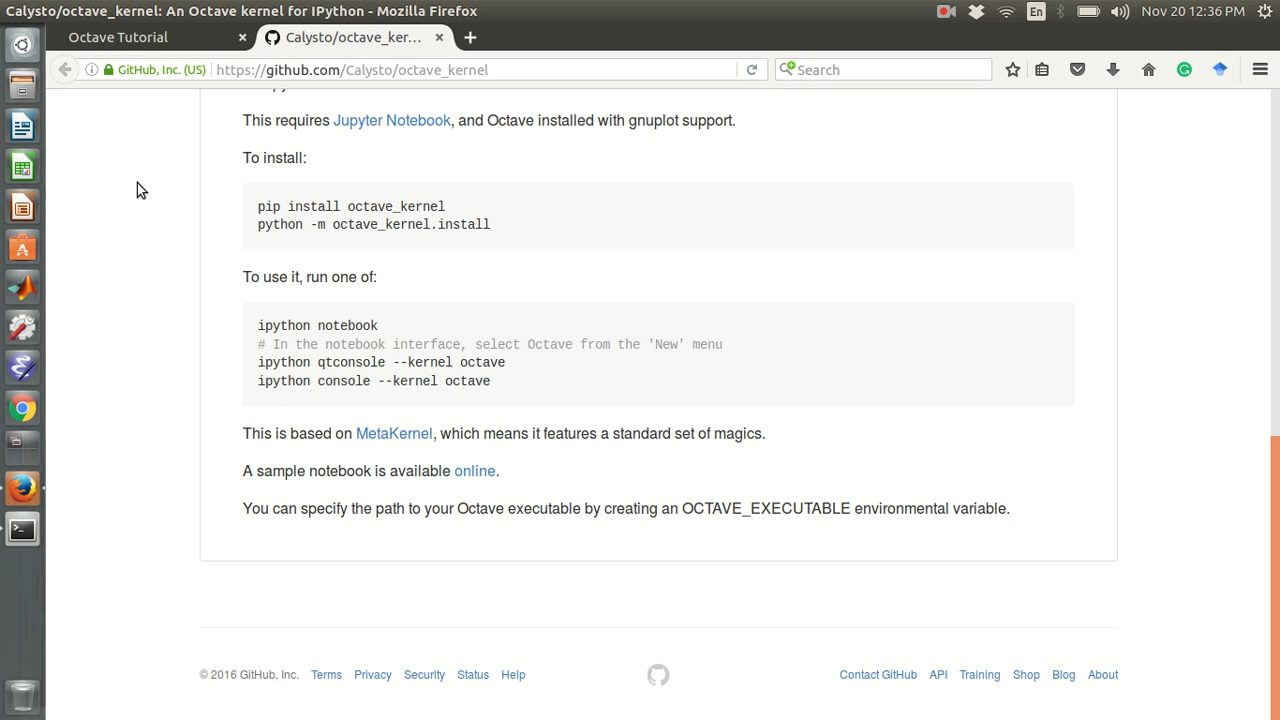 Calysto/octave_kernel: An Octave kernel for IPython - Mozilla Firefox
En
Nov 20 12:36 PM
Octave Tutorial
Calysto/octave_ker...
GitHub, Inc. (US)
https://github.com/Calysto/octave_kernel
Search
This requires Jupyter Notebook, and Octave installed with gnuplot support.
To install:
pip install octave_kernel
python -m octave_kernel.install
To use it, run one of:
ipython notebook
# In the notebook interface, select Octave from the 'New' menu
ipython qtconsole --kernel octave
ipython console --kernel octave
This is based on MetaKernel, which means it features a standard set of magics.
A sample notebook is available online.
You can specify the path to your Octave executable by creating an OCTAVE_EXECUTABLE environmental variable.
© 2016 GitHub, Inc. Terms Privacy Security Status Help Contact GitHub API Training Shop Blog About